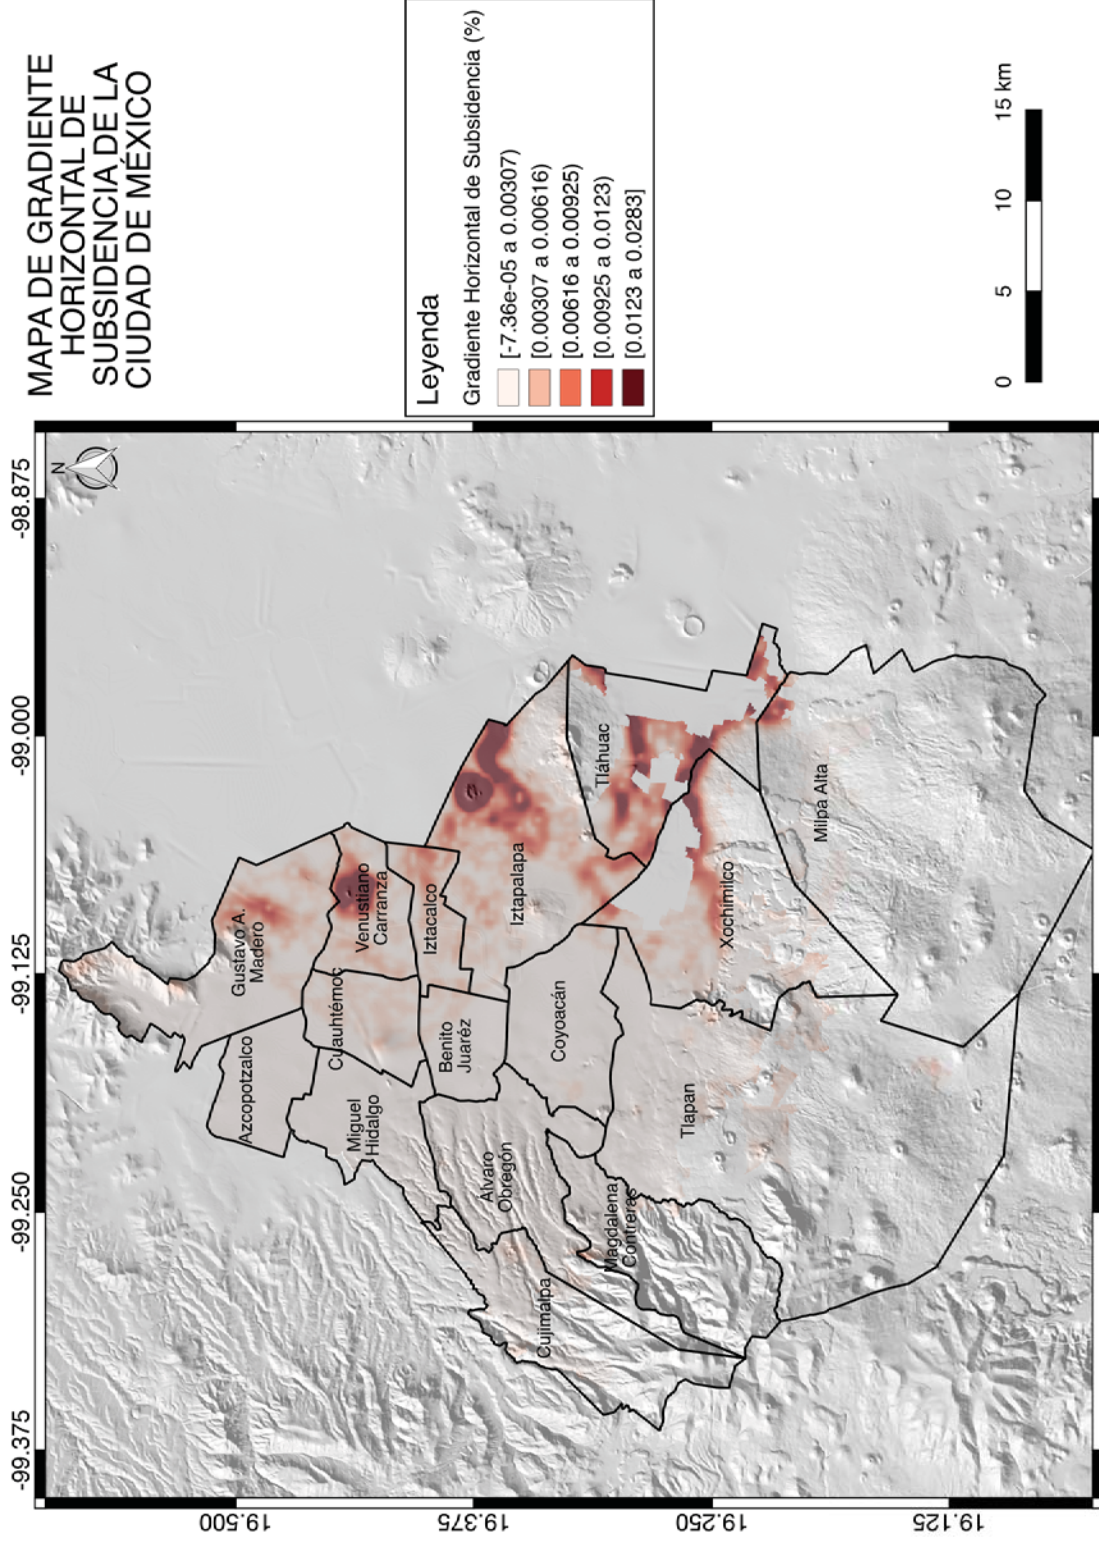 MAPA DE GRADIENTE
HORIZONTAL DE
SUBSIDENCIA DE LA
CIUDAD DE MÉXICO
Leyenda
Gradiente Horizontal de Subsidencia (%)
[-7.36e-05 a 0.00307)
[0.00307 a 0.00616)
[0.00616 a 0.00925)
[0.00925 a 0.0123)
[0.0123 a 0.0283]
0 5 10 15 km
-99.375 -99.250 -99.125 -99.000 -98.875
19.500
19.375
19.250
19.125
N
Gustavo A.
Madero
Azcopotzalco
Venustiano
Carranza
Cuauhtémoc
Miguel
Hidalgo
Iztacalco
Benito
Juaréz
Iztapalapa
Alvaro
Obregón
Coyoacán
Cujimalpa
Tláhuac
Magdalena
Contreras
Tlapan
Xochimilco
Milpa Alta